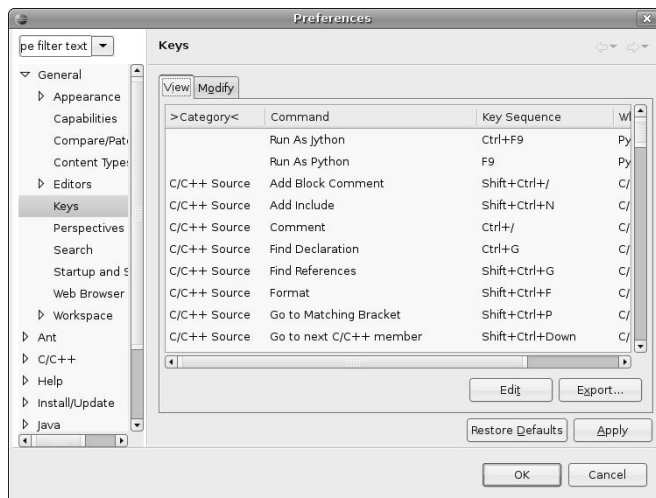 Preferences
pe filter text
Keys
General
Appearance
Capabilities
Compare/Pat
Content Type
Editors
Keys
Perspectives
Search
Startup and S
Web Browser
Workspace
Ant
C/C++
Help
Install/Update
Java
View Modify
>Category< Command Key Sequence Wl
Run As Jython Ctrl+F9 Py
Run As Python F9 Py
C/C++ Source Add Block Comment Shift+Ctrl+/ C/
C/C++ Source Add Include Shift+Ctrl+N C/
C/C++ Source Comment Ctrl+/ C/
C/C++ Source Find Declaration Ctrl+G C/
C/C++ Source Find References Shift+Ctrl+G C/
C/C++ Source Format Shift+Ctrl+F C/
C/C++ Source Go to Matching Bracket Shift+Ctrl+P C/
C/C++ Source Go to next C/C++ member Shift+Ctrl+Down C/
Edit Export...
Restore Defaults Apply
OK Cancel